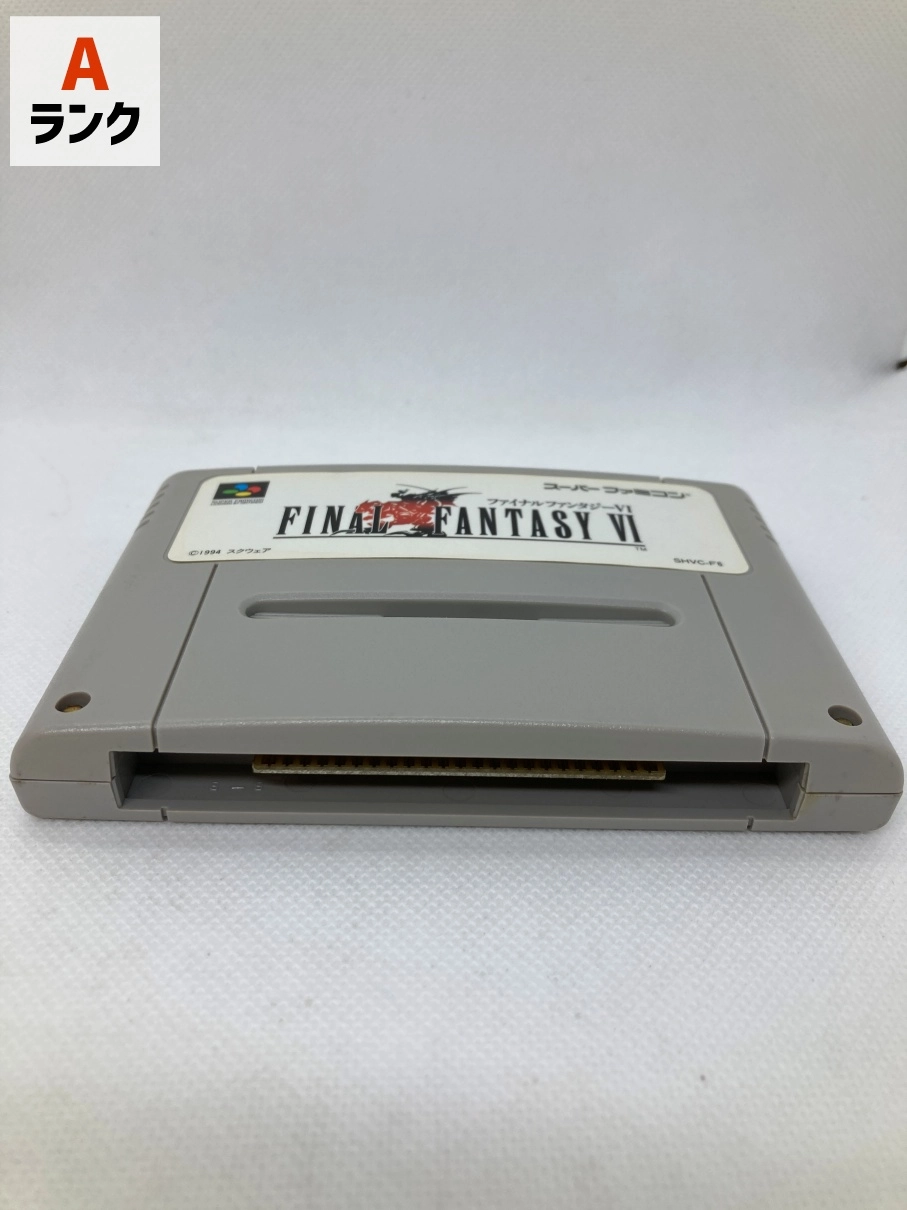 A
ランク
スーパーファミコン
ファイナルファンタジーVI
FINAL FANTASY VI
TM
©1994 スクウェア
SHVC-F6